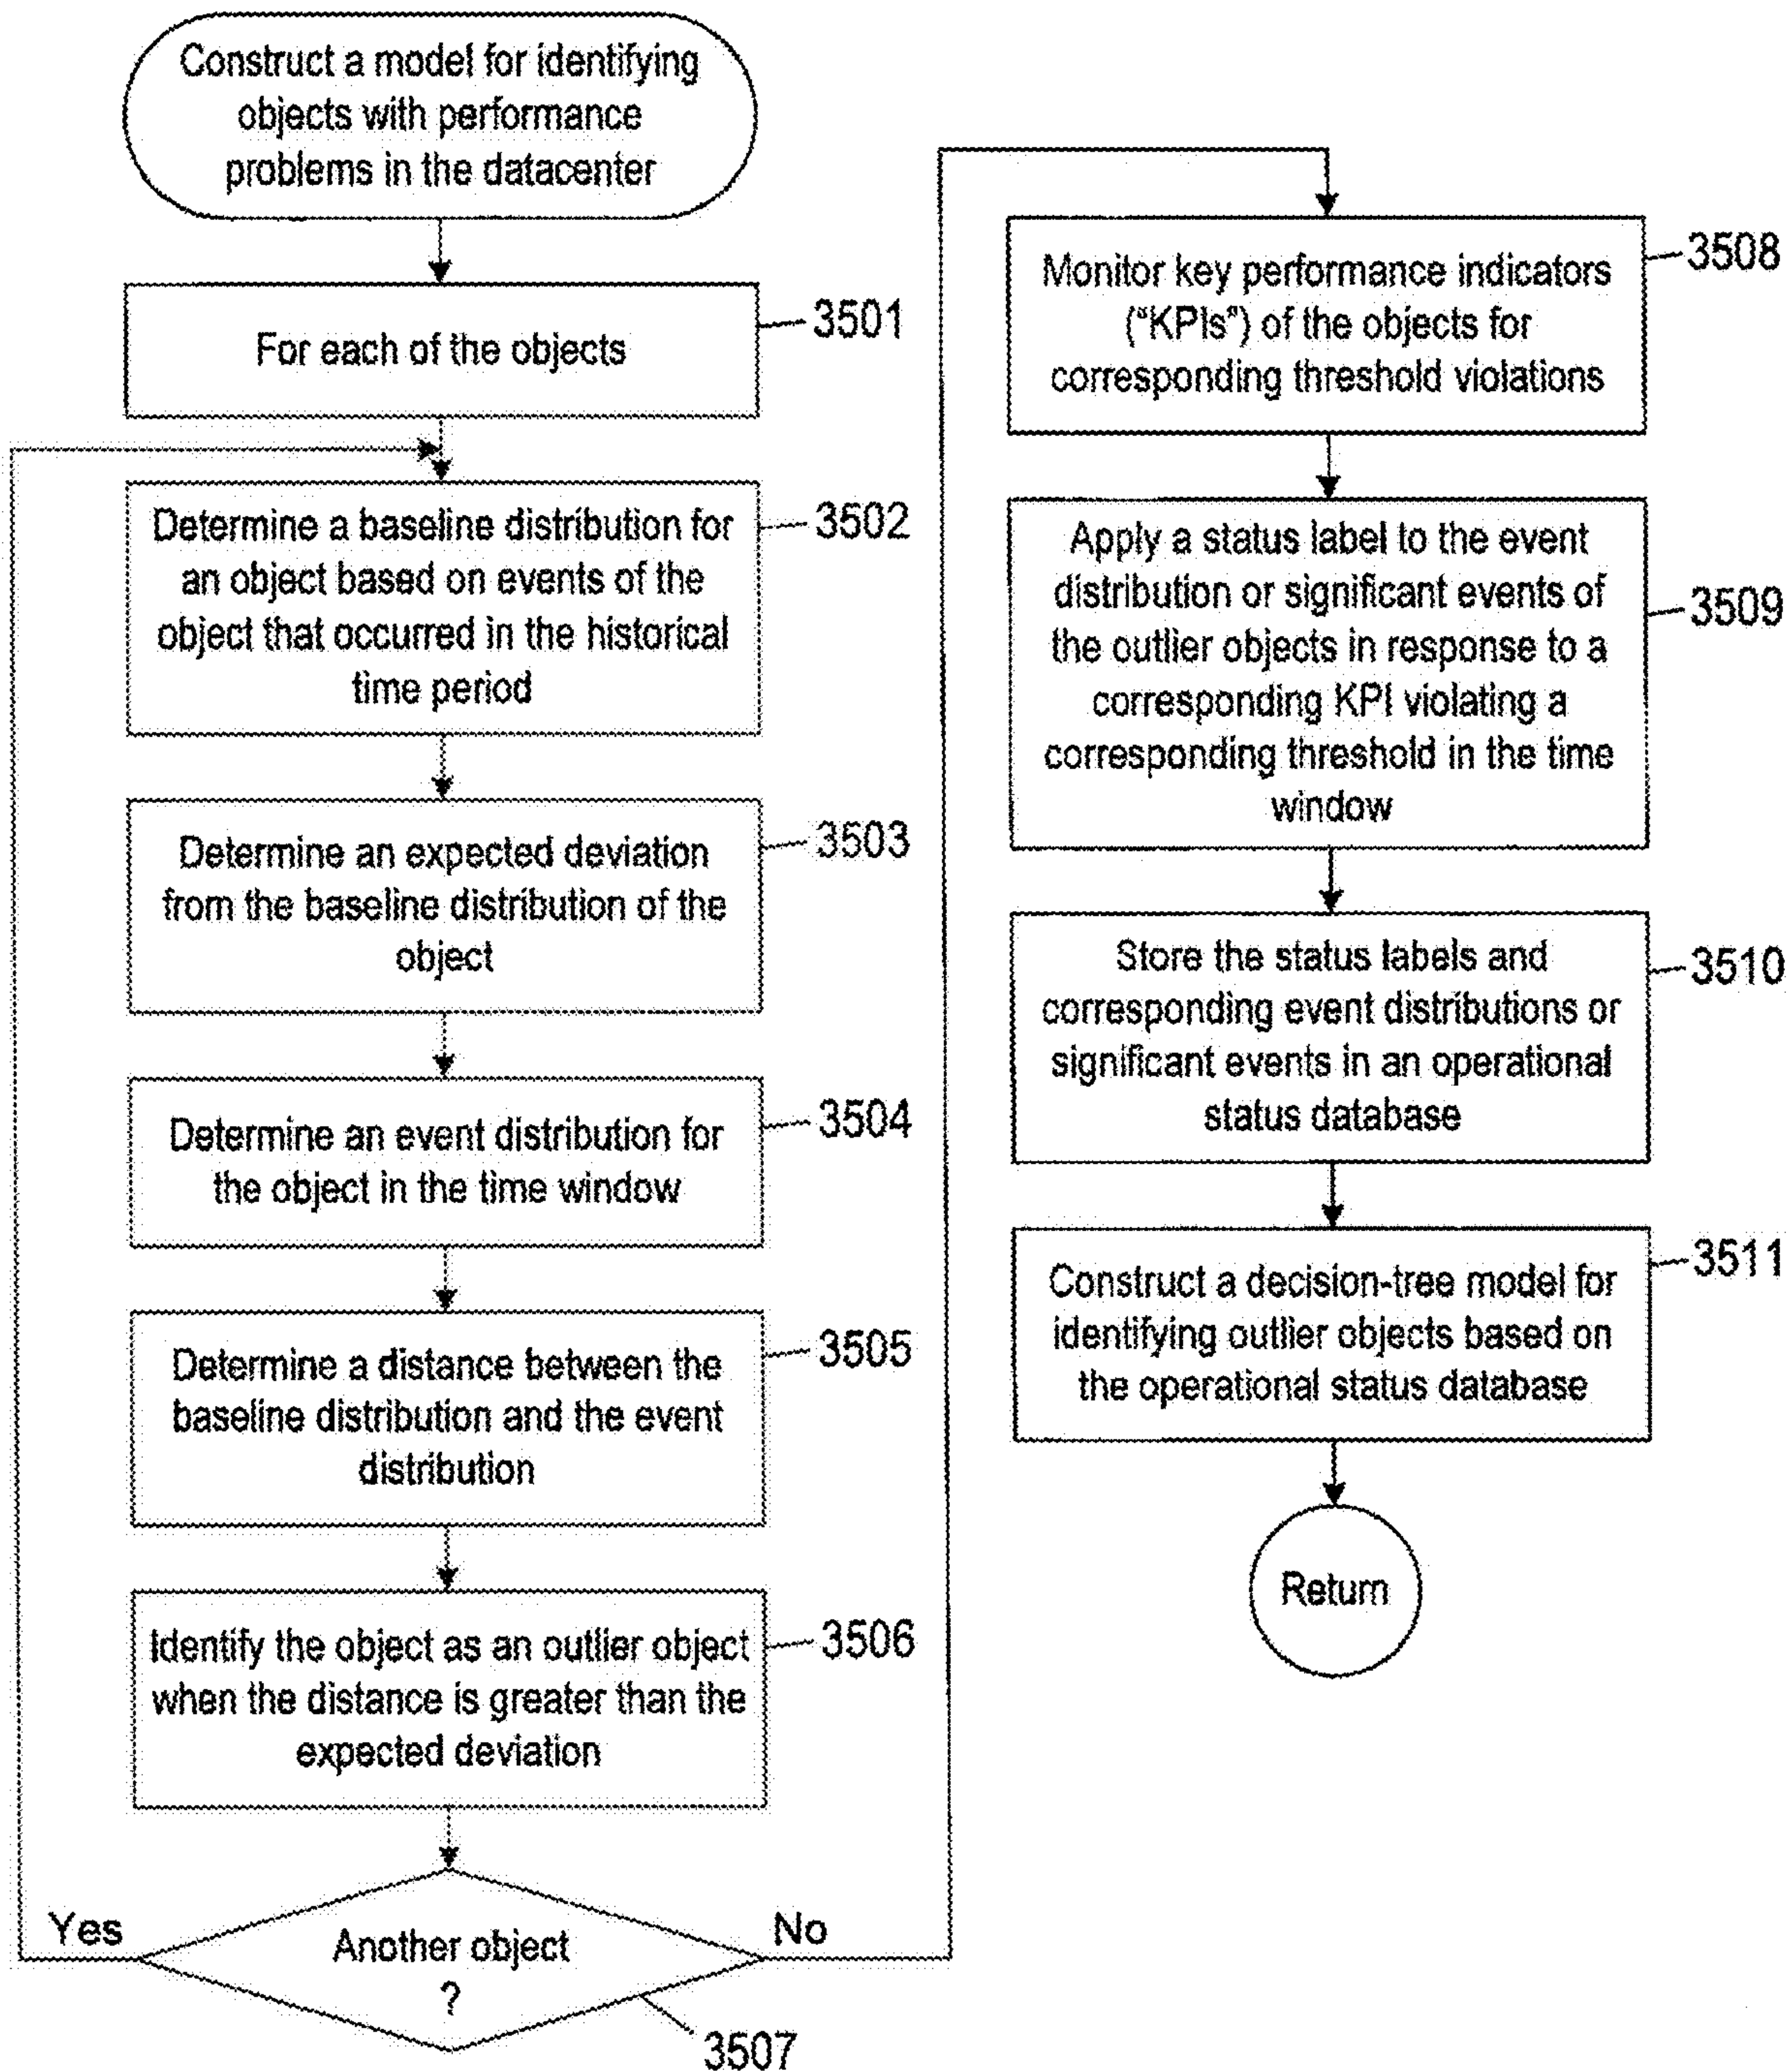 Construct a model for identifying
objects with performance
problems in the datacenter
For each of the objects
3501
Determine a baseline distribution for
an object based on events of the
object that occurred in the historical
time period
3502
Determine an expected deviation
from the baseline distribution of the
object
3503
Determine an event distribution for
the object in the time window
3504
Determine a distance between the
baseline distribution and the event
distribution
3505
Identify the object as an outlier object
when the distance is greater than the
expected deviation
3506
Yes
Another object
?
No
3507
Monitor key performance indicators
("KPIs") of the objects for
corresponding threshold violations
3508
Apply a status label to the event
distribution or significant events of
the outlier objects in response to a
corresponding KPI violating a
corresponding threshold in the time
window
3509
Store the status labels and
corresponding event distributions or
significant events in an operational
status database
3510
Construct a decision-tree model for
identifying outlier objects based on
the operational status database
3511
Return